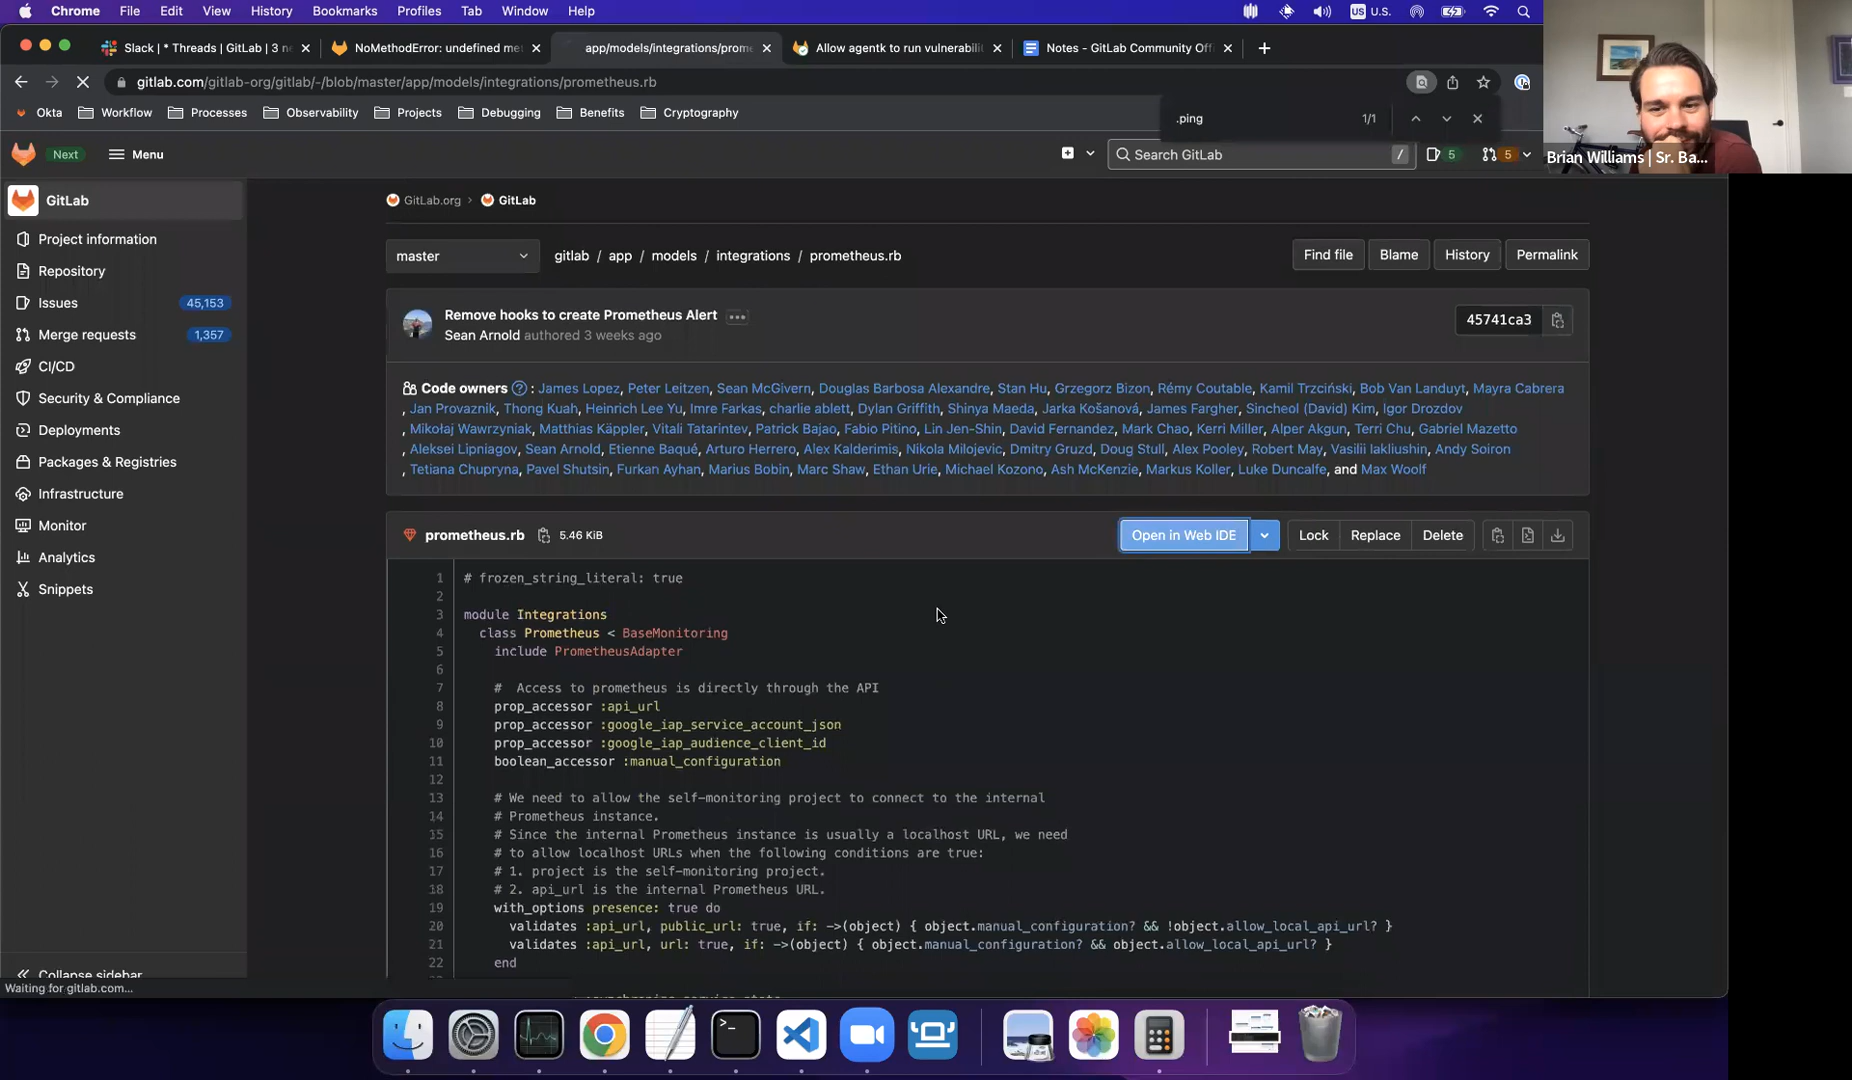 Chrome File Edit View History Bookmarks Profiles Tab Window Help
US U.S.
Slack | * Threads | GitLab | 3 ne
NoMethodError: undefined met
app/models/integrations/prome
Allow agentk to run vulnerabili
Notes - GitLab Community Off
gitlab.com/gitlab-org/gitlab/-/blob/master/app/models/integrations/prometheus.rb
Okta Workflow Processes Observability Projects Debugging Benefits Cryptography
.ping 1/1
Brian Williams | Sr. Ba...
Next Menu
Search GitLab / 5 5
GitLab
Project information
Repository
Issues 45,153
Merge requests 1,357
CI/CD
Security & Compliance
Deployments
Packages & Registries
Infrastructure
Monitor
Analytics
Snippets
Collapse sidebar
Waiting for gitlab.com...
GitLab.org › GitLab
master
gitlab / app / models / integrations / prometheus.rb
Find file Blame History Permalink
Remove hooks to create Prometheus Alert
Sean Arnold authored 3 weeks ago
45741ca3
Code owners : James Lopez, Peter Leitzen, Sean McGivern, Douglas Barbosa Alexandre, Stan Hu, Grzegorz Bizon, Rémy Coutable, Kamil Trzciński, Bob Van Landuyt, Mayra Cabrera
, Jan Provaznik, Thong Kuah, Heinrich Lee Yu, Imre Farkas, charlie ablett, Dylan Griffith, Shinya Maeda, Jarka Košanová, James Fargher, Sincheol (David) Kim, Igor Drozdov
, Mikołaj Wawrzyniak, Matthias Käppler, Vitali Tatarintev, Patrick Bajao, Fabio Pitino, Lin Jen-Shin, David Fernandez, Mark Chao, Kerri Miller, Alper Akgun, Terri Chu, Gabriel Mazetto
, Aleksei Lipniagov, Sean Arnold, Etienne Baqué, Arturo Herrero, Alex Kalderimis, Nikola Milojevic, Dmitry Gruzd, Doug Stull, Alex Pooley, Robert May, Vasilii Iakliushin, Andy Soiron
, Tetiana Chupryna, Pavel Shutsin, Furkan Ayhan, Marius Bobin, Marc Shaw, Ethan Urie, Michael Kozono, Ash McKenzie, Markus Koller, Luke Duncalfe, and Max Woolf
prometheus.rb 5.46 KiB
Open in Web IDE Lock Replace Delete
1 # frozen_string_literal: true
2
3 module Integrations
4 class Prometheus < BaseMonitoring
5 include PrometheusAdapter
6
7 # Access to prometheus is directly through the API
8 prop_accessor :api_url
9 prop_accessor :google_iap_service_account_json
10 prop_accessor :google_iap_audience_client_id
11 boolean_accessor :manual_configuration
12
13 # We need to allow the self-monitoring project to connect to the internal
14 # Prometheus instance.
15 # Since the internal Prometheus instance is usually a localhost URL, we need
16 # to allow localhost URLs when the following conditions are true:
17 # 1. project is the self-monitoring project.
18 # 2. api_url is the internal Prometheus URL.
19 with_options presence: true do
20 validates :api_url, public_url: true, if: ->(object) { object.manual_configuration? && !object.allow_local_api_url? }
21 validates :api_url, url: true, if: ->(object) { object.manual_configuration? && object.allow_local_api_url? }
22 end